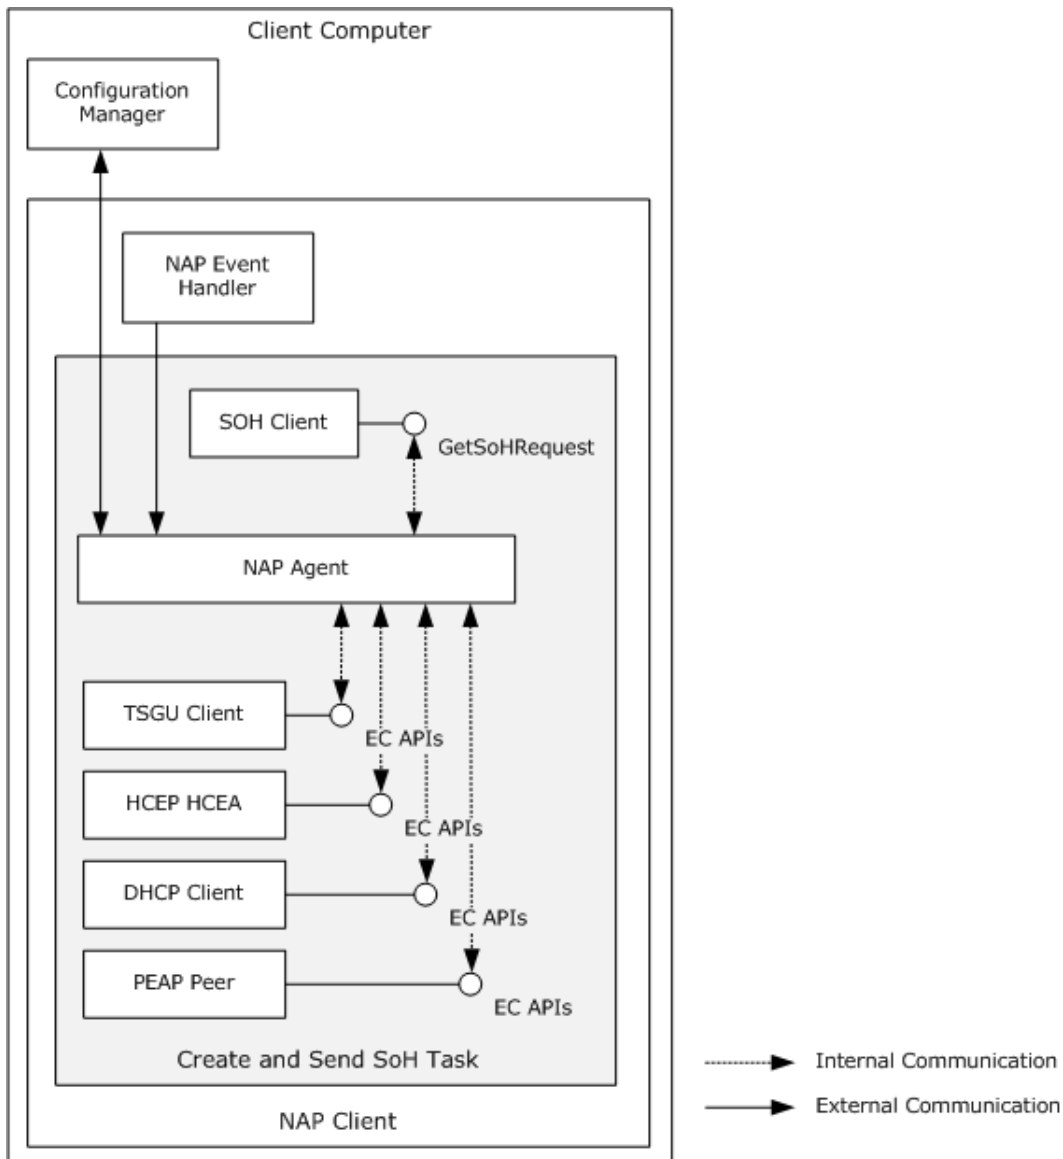 Client Computer
Configuration
Manager
NAP Event
Handler
SOH Client
GetSoHRequest
NAP Agent
TSGU Client
EC APIs
HCEP HCEA
EC APIs
DHCP Client
EC APIs
PEAP Peer
EC APIs
Create and Send SoH Task
NAP Client
Internal Communication
External Communication